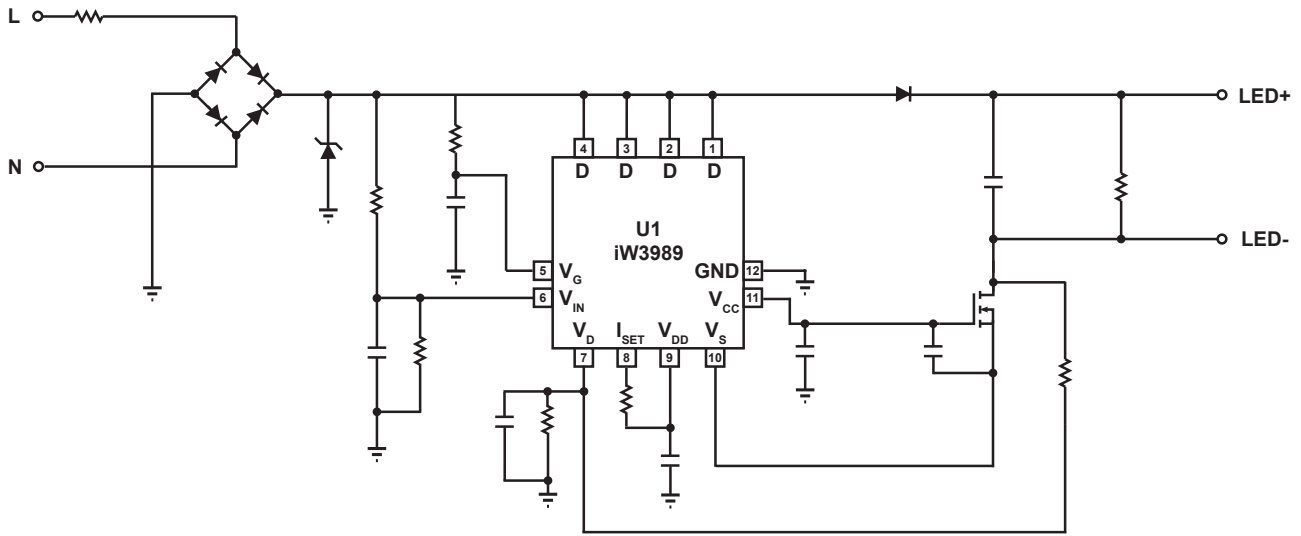 L
LED+
4 3 2 1
D D D D
N
U1
iW3989
LED-
5 VG GND 12
6 VIN VCC 11
VD ISET VDD VS
7 8 9 10